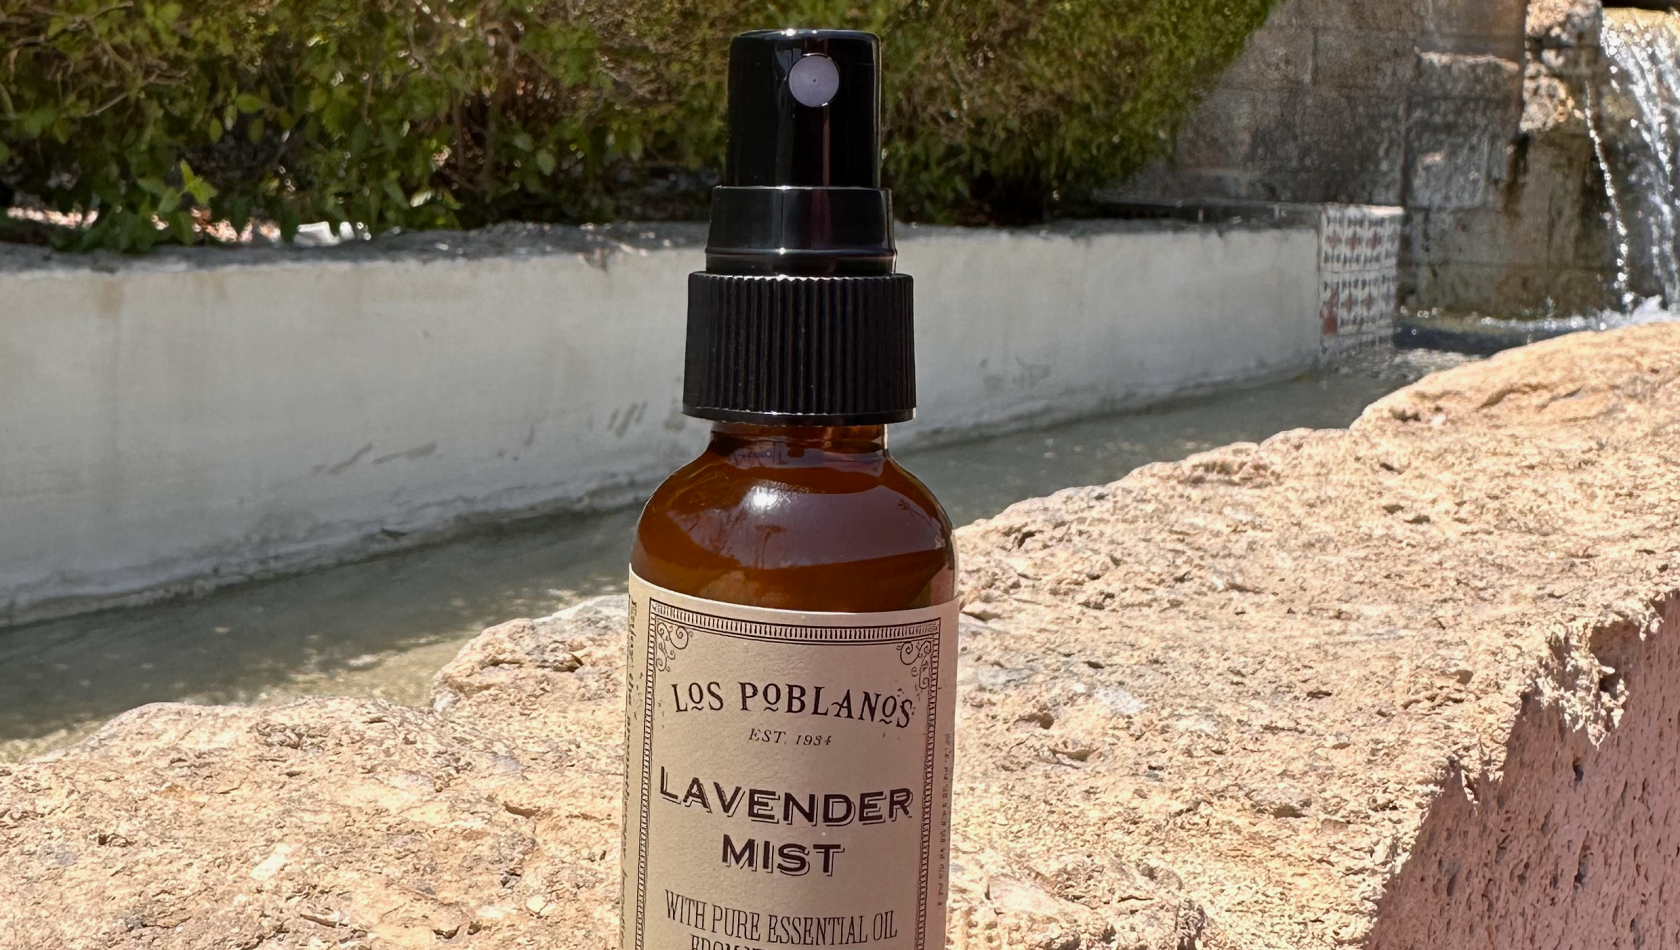 LOS POBLANOS
EST. 1934
LAVENDER
MIST
WITH PURE ESSENTIAL OIL